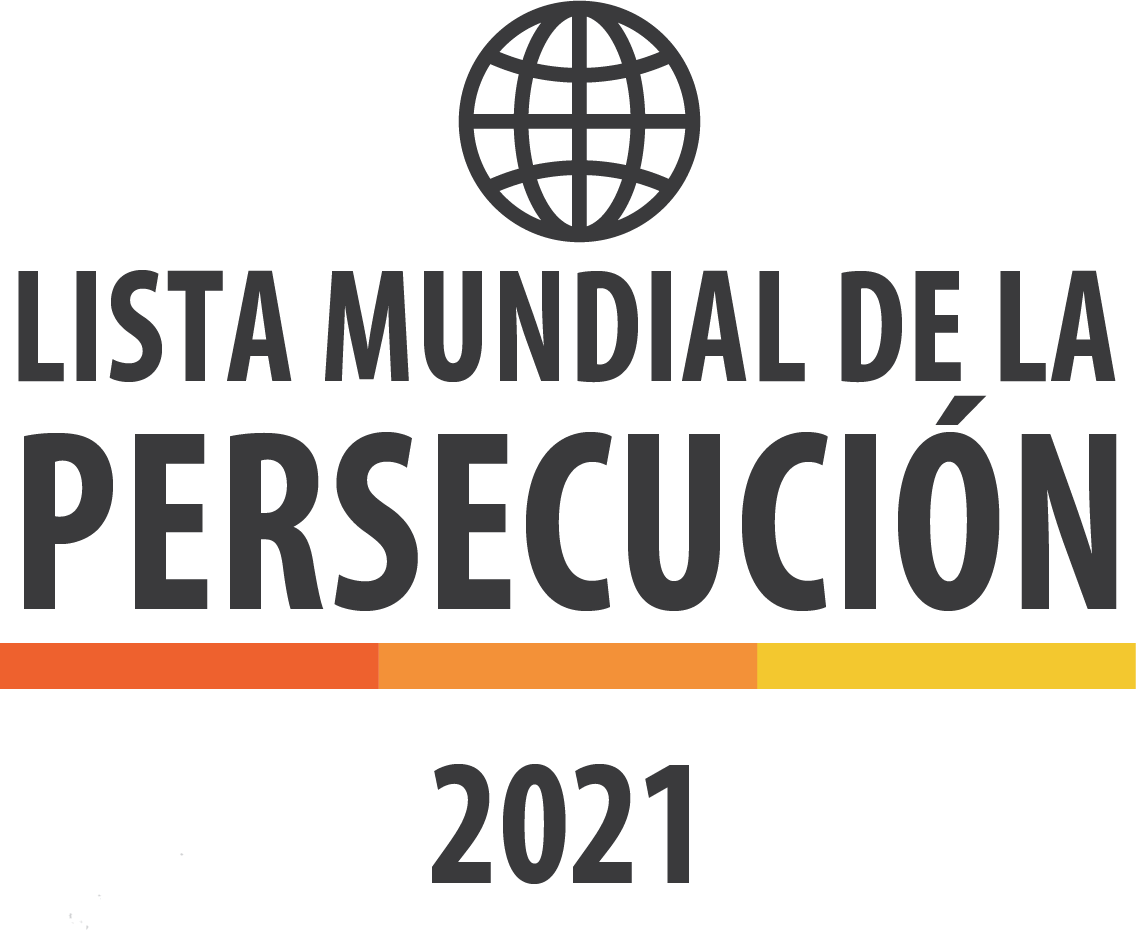 LISTA MUNDIAL DE LA
PERSECUCIÓN
2021